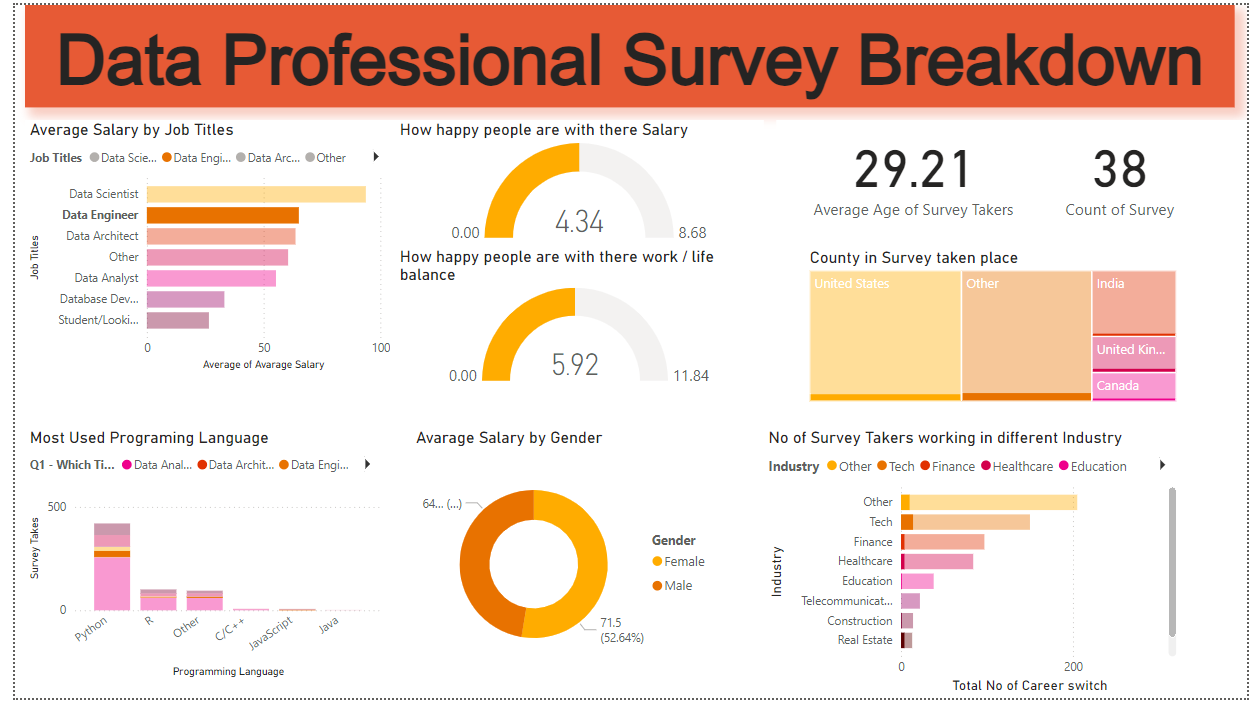 Data Professional Survey Breakdown
Average Salary by Job Titles
Job Titles Data Scie... Data Engi... Data Arc... Other
Job Titles
Data Scientist
Data Engineer
Data Architect
Other
Data Analyst
Database Dev...
Student/Looki...
0 50 100
Average of Avarage Salary
How happy people are with there Salary
4.34
0.00 8.68
How happy people are with there work / life
balance
5.92
0.00 11.84
29.21
Average Age of Survey Takers
38
Count of Survey
County in Survey taken place
United States
Other
India
United Kin...
Canada
Most Used Programing Language
Q1 - Which Ti... Data Anal... Data Archit... Data Engi...
Survey Takes
500
0
Python
R
Other
C/C++
JavaScript
Java
Programming Language
Avarage Salary by Gender
64... (...)
71.5
(52.64%)
Gender
Female
Male
No of Survey Takers working in different Industry
Industry Other Tech Finance Healthcare Education
Industry
Other
Tech
Finance
Healthcare
Education
Telecommunicat...
Construction
Real Estate
0 200
Total No of Career switch